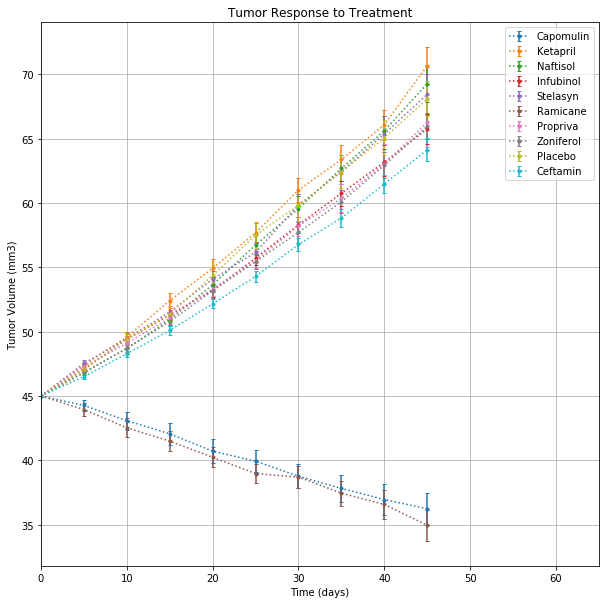 Tumor Response to Treatment
Capomulin
Ketapril
Naftisol
Infubinol
Stelasyn
Ramicane
Propriva
Zoniferol
Placebo
Ceftamin
Tumor Volume (mm3)
70
65
60
55
50
45
40
35
0 10 20 30 40 50 60
Time (days)